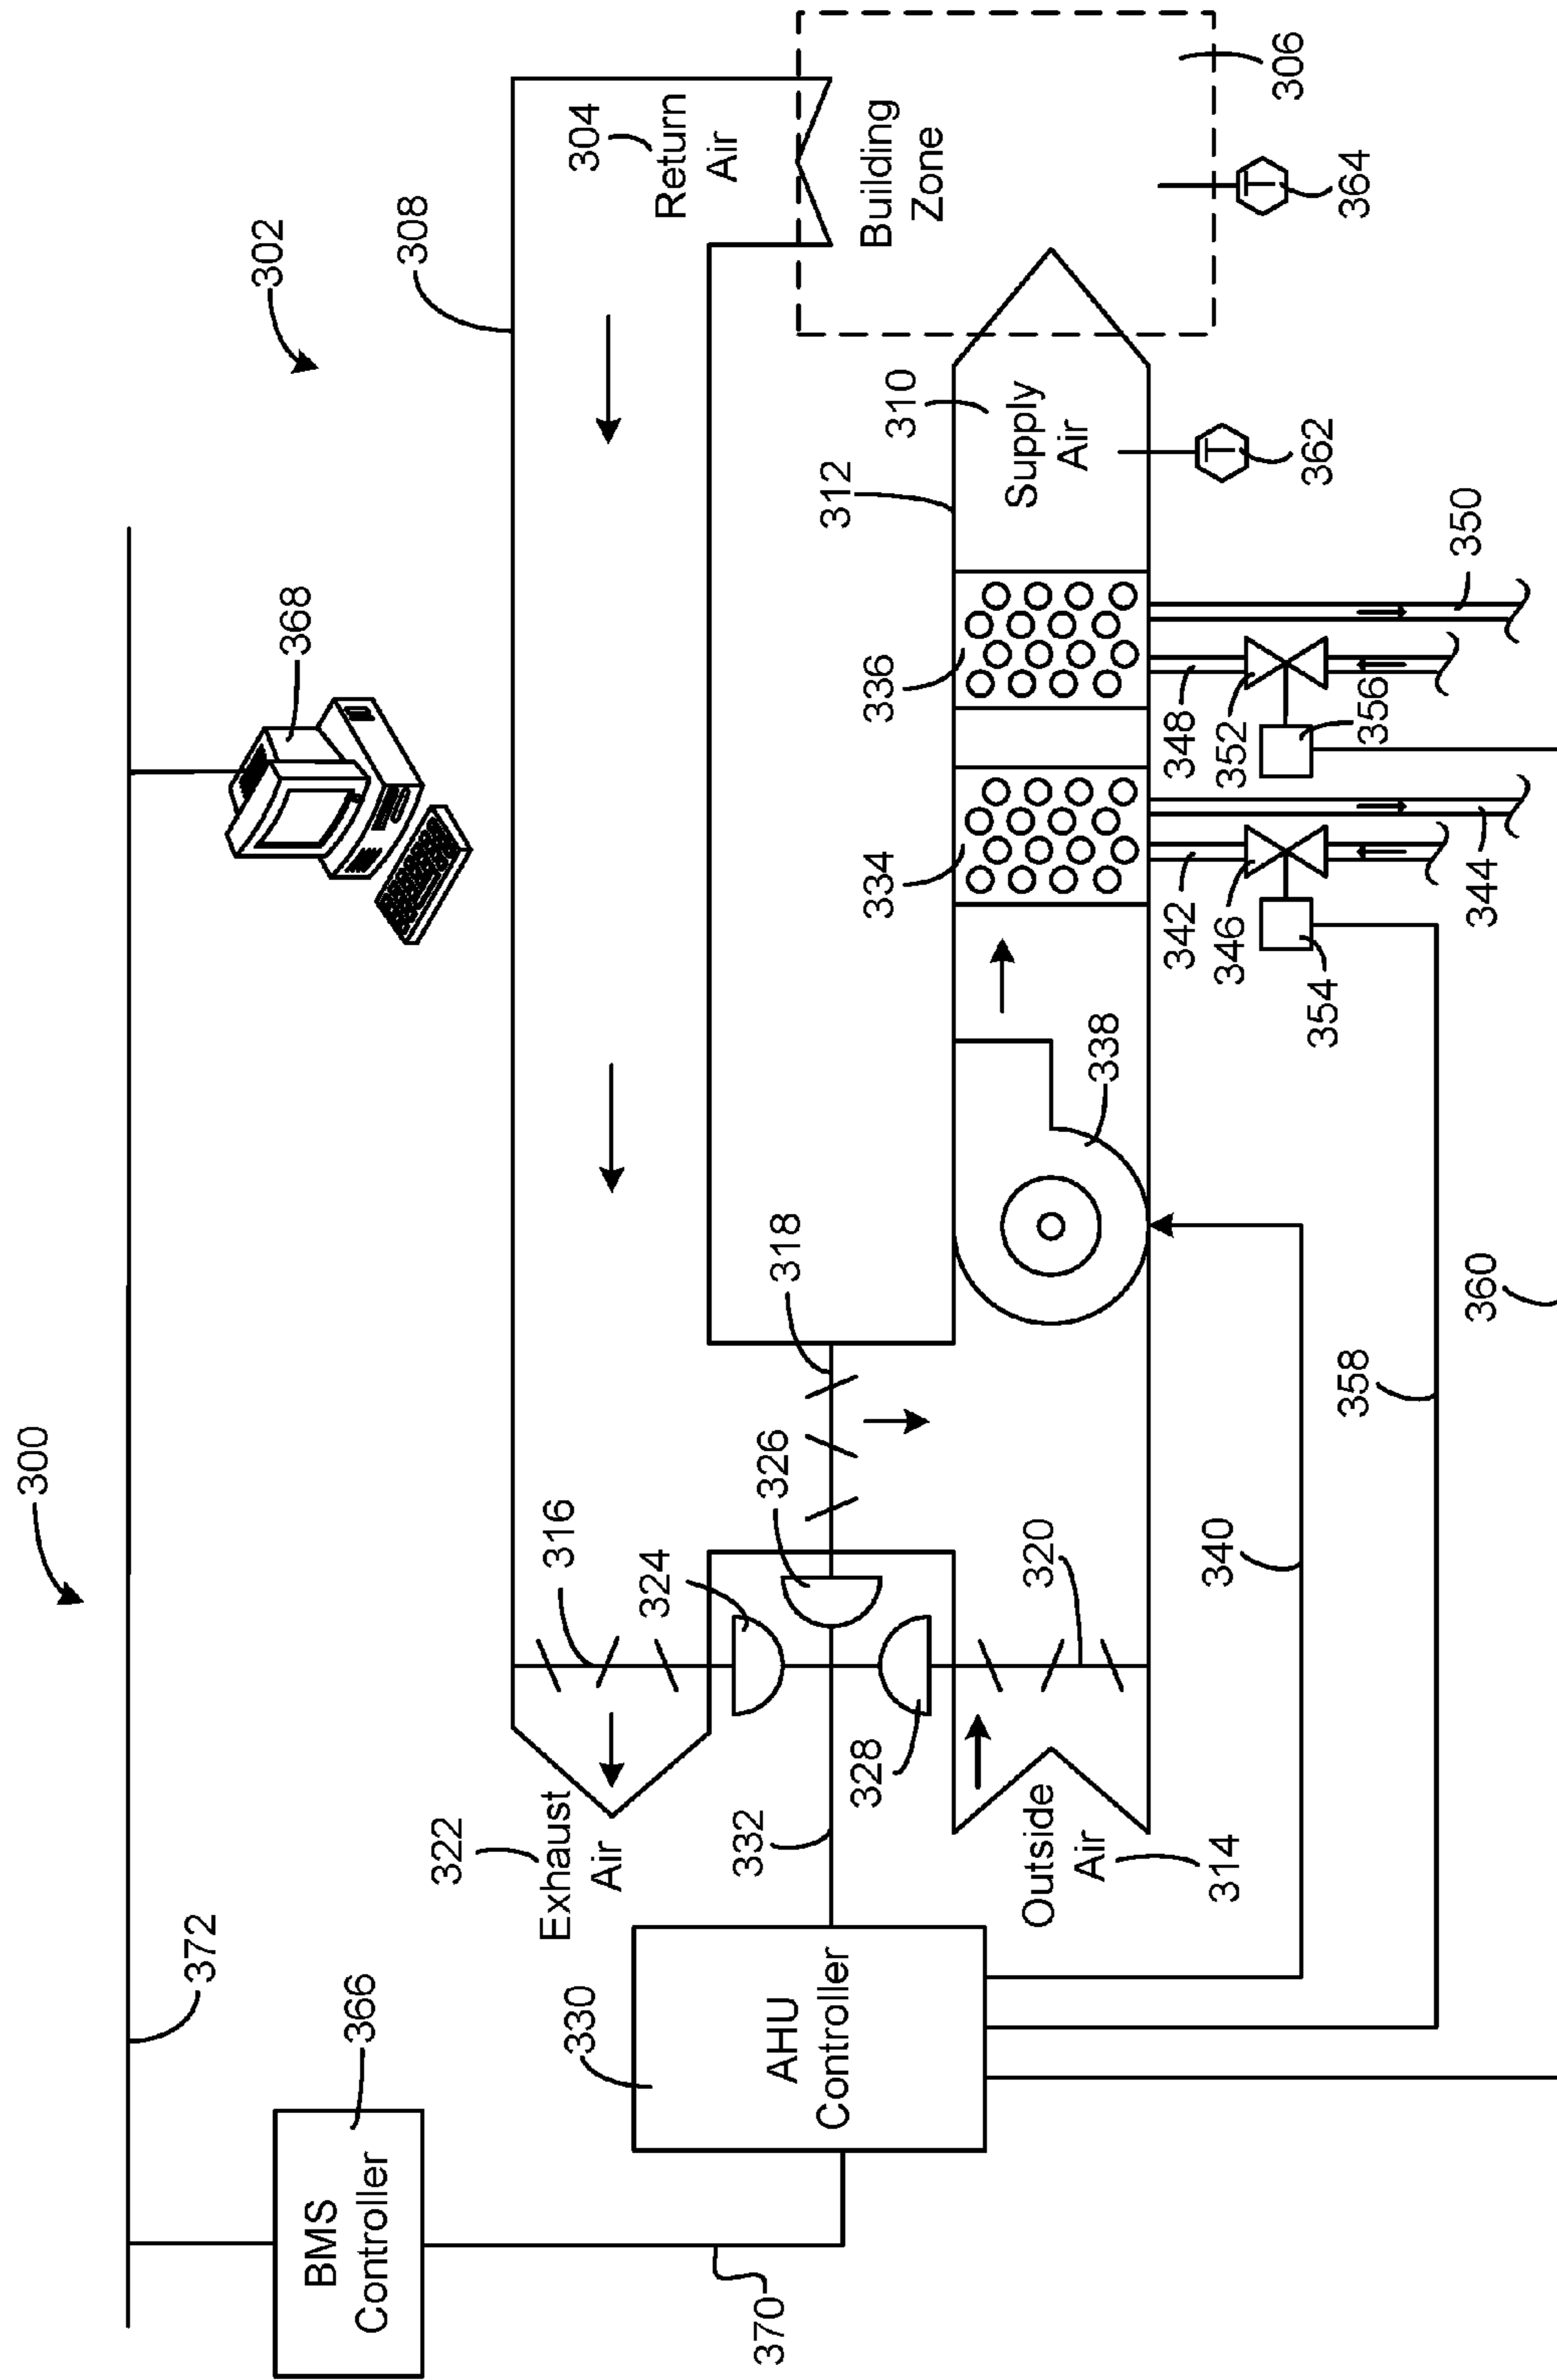 300
372
302
368
BMS
Controller
366
370
308
304
Return
Air
322
Exhaust
Air
316
324
330
AHU
Controller
332
326
318
328
Building
Zone
306
312
310
334
336
338
Supply
Air
Outside
Air
314
320
340
342
346
354
344
348
352
356
350
T
362
T
364
358
360